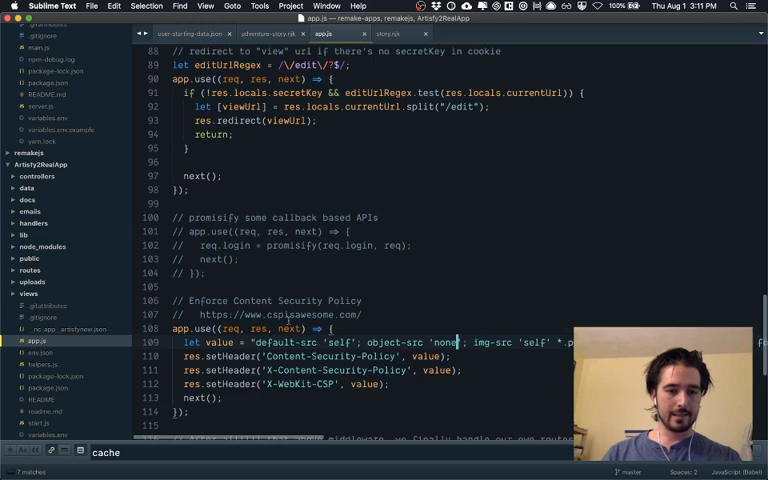 Sublime Text File Edit Selection Find View Goto Tools Project Window Help 100% Thu Aug 1 3:11 PM
app.js — remake-apps, remakejs, Artisfy2RealApp
user-starting-data.json × adventure-story.njk × app.js × story.njk ×
.gitattributes
.gitignore
main.js
npm-debug.log
package-lock.json
package.json
README.md
server.js
variables.env
variables.env.example
yarn.lock
remakejs
Artisfy2RealApp
controllers
data
docs
emails
handlers
lib
node_modules
public
routes
uploads
views
.gitattributes
.gitignore
__nc_app__artisfynew.json
app.js
env.json
helpers.js
package-lock.json
package.json
README
readme.md
start.js
variables.env
88 // redirect to "view" url if there's no secretKey in cookie
89 let editUrlRegex = /\/edit\/?$/;
90 app.use((req, res, next) => {
91 if (!res.locals.secretKey && editUrlRegex.test(res.locals.currentUrl)) {
92 let [viewUrl] = res.locals.currentUrl.split("/edit");
93 res.redirect(viewUrl);
94 return;
95 }
96
97 next();
98 });
99
100 // promisify some callback based APIs
101 // app.use((req, res, next) => {
102 // req.login = promisify(req.login, req);
103 // next();
104 // });
105
106 // Enforce Content Security Policy
107 // https://www.cspisawesome.com/
108 app.use((req, res, next) => {
109 let value = "default-src 'self'; object-src 'none'; img-src 'self' *.p
110 res.setHeader('Content-Security-Policy', value);
111 res.setHeader('X-Content-Security-Policy', value);
112 res.setHeader('X-WebKit-CSP', value);
113 next();
114 });
115
cache
7 matches
master Spaces: 2 JavaScript (Babel)